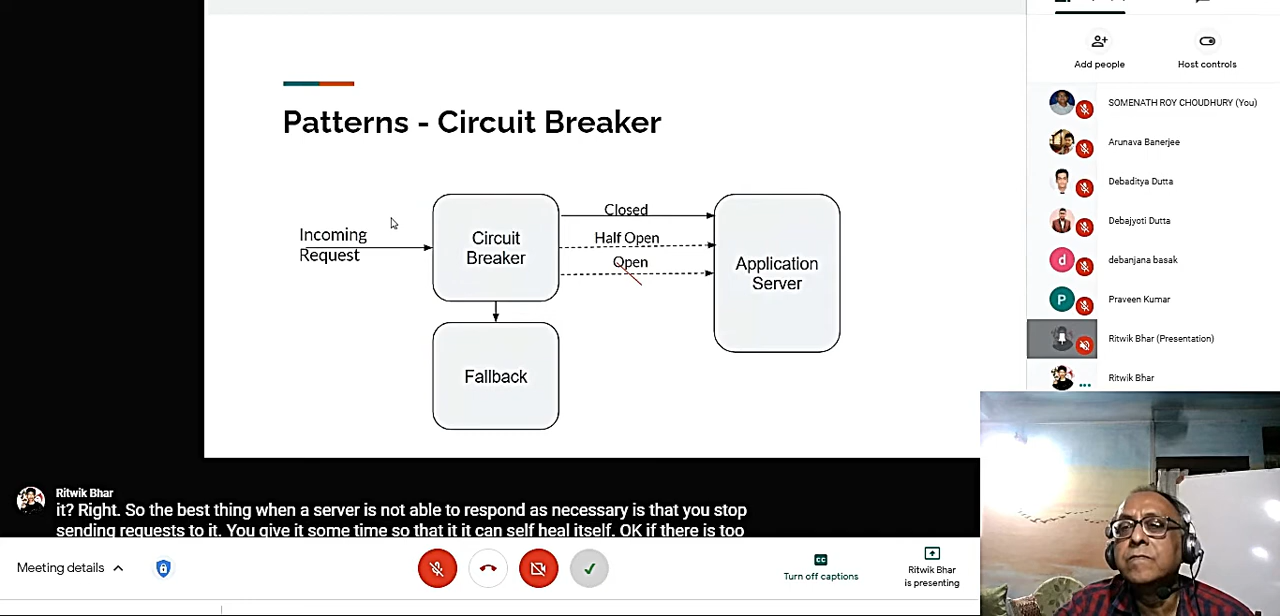 Add people
Host controls
Patterns - Circuit Breaker
SOMENATH ROY CHOUDHURY (You)
Arunava Banerjee
Debaditya Dutta
Debajyoti Dutta
debanjana basak
Praveen Kumar
Ritwik Bhar (Presentation)
Ritwik Bhar
Incoming
Request
Circuit
Breaker
Closed
Half Open
Open
Application
Server
Fallback
d
P
Ritwik Bhar
it? Right. So the best thing when a server is not able to respond as necessary is that you stop
sending requests to it. You give it some time so that it it can self heal itself. OK if there is too
Meeting details
CC
Turn off captions
Ritwik Bhar
is presenting